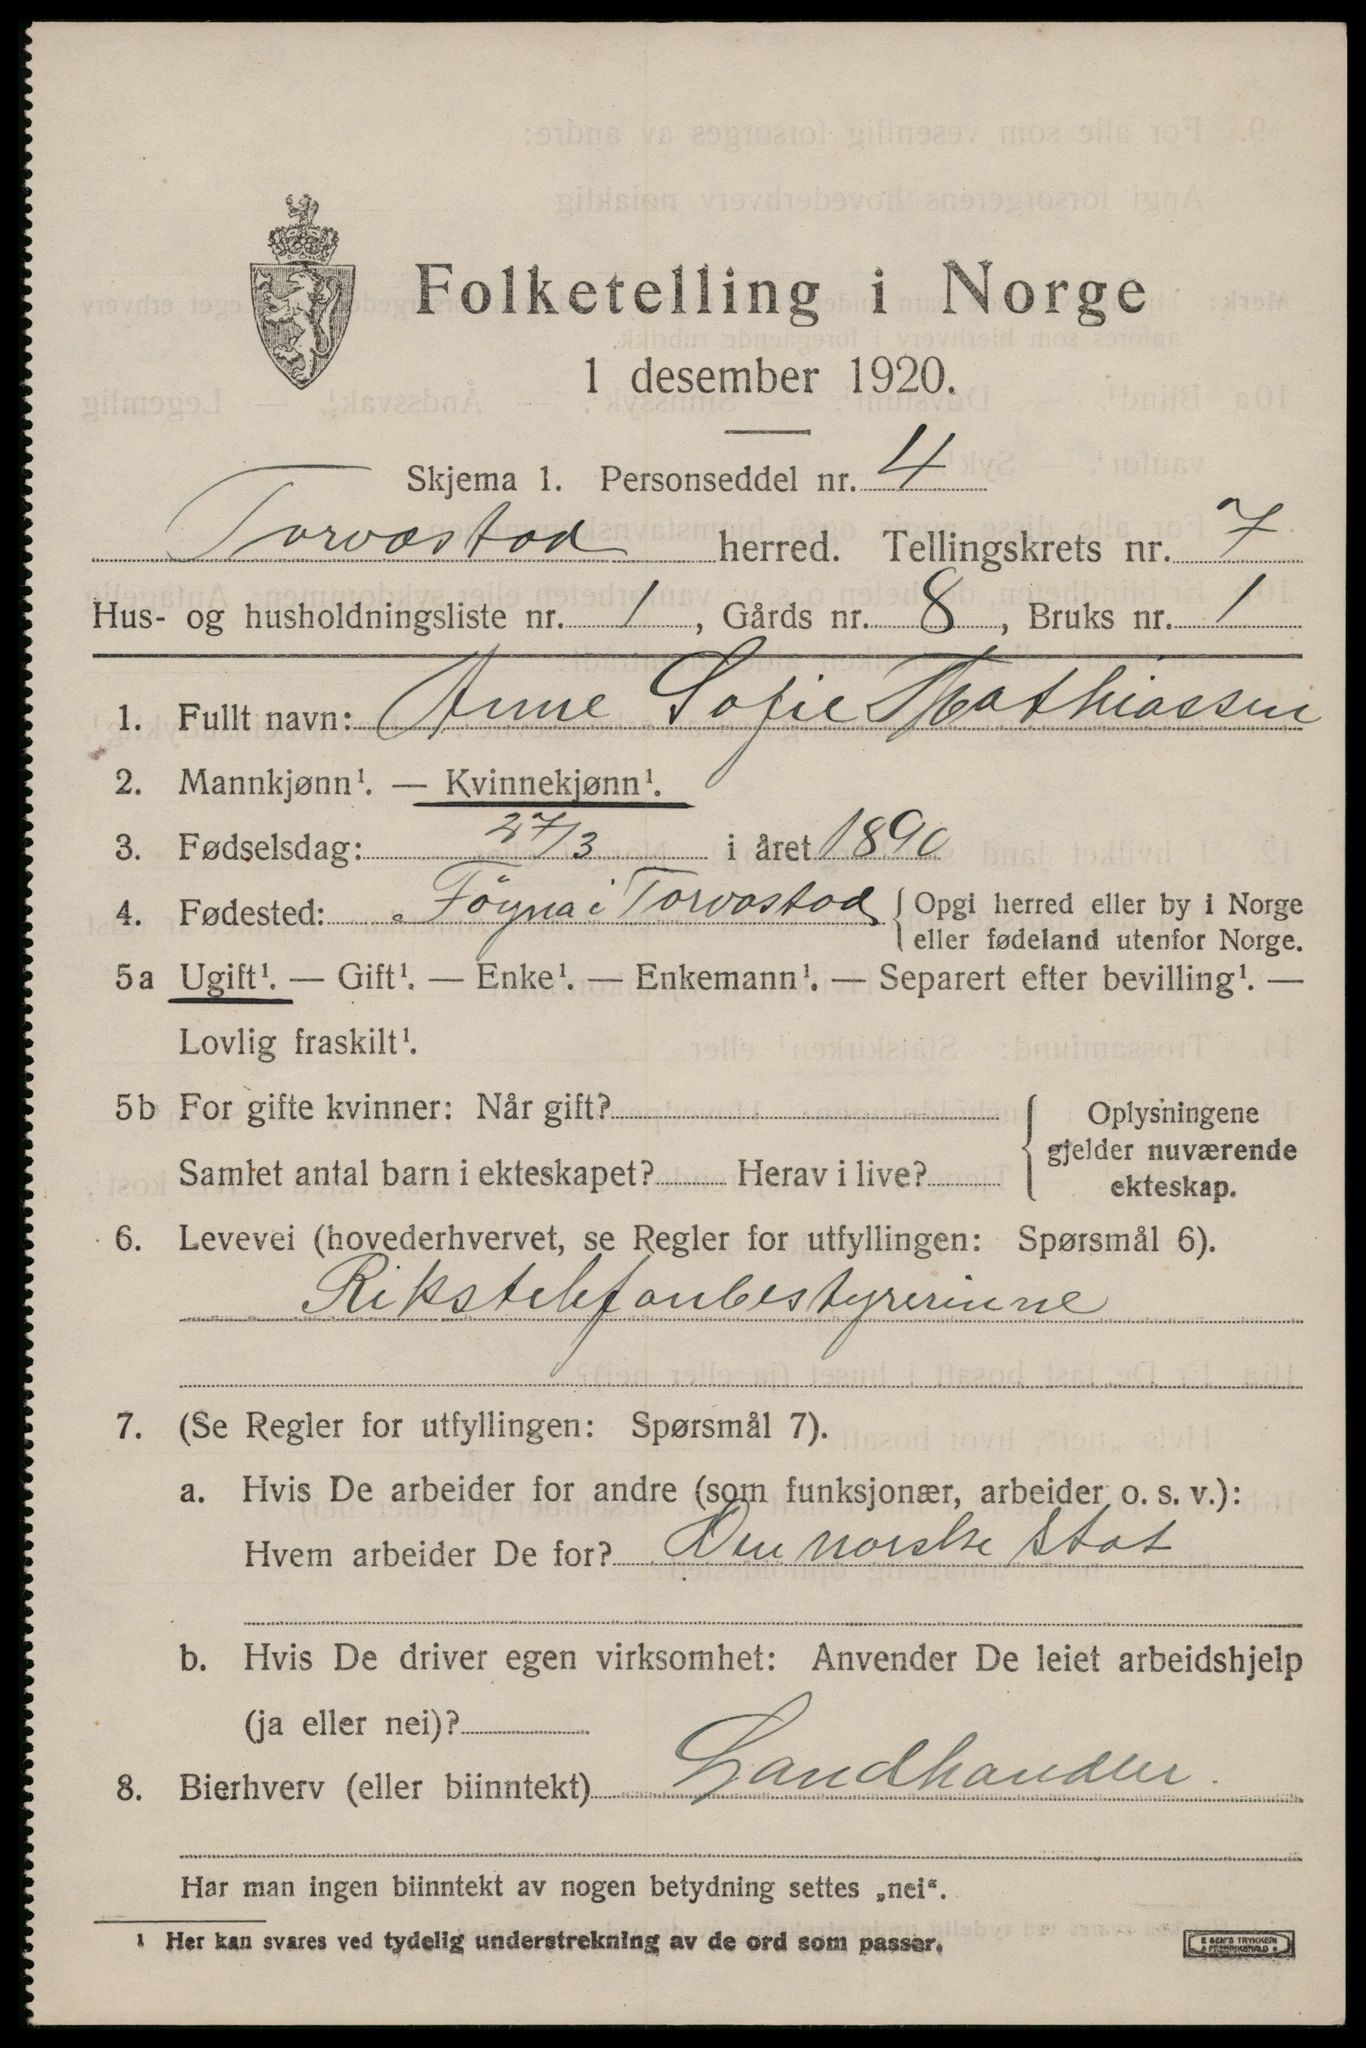 Folketelling i Norge
1 desember 1920.
Skjema 1. Personseddel nr. 4
Torvastad herred. Tellingskrets nr. 7
Hus- og husholdningsliste nr. 1, Gårds nr. 8, Bruks nr. 1
1. Fullt navn: Anne Sofie Mathiassen
2. Mannkjønn¹. — Kvinnekjønn¹.
3. Fødselsdag: 27/3 i året 1890
4. Fødested: Föyna i Torvastad { Opgi herred eller by i Norge
eller fødeland utenfor Norge.
5a Ugift¹. — Gift¹. — Enke¹. — Enkemann¹. — Separert efter bevilling¹. —
Lovlig fraskilt¹.
5b For gifte kvinner: Når gift? { Oplysningene
gjelder nuværende
Samlet antal barn i ekteskapet? Herav i live? ekteskap.
6. Levevei (hovederhvervet, se Regler for utfyllingen: Spørsmål 6).
Rikstelefonbestyrerinne
7. (Se Regler for utfyllingen: Spørsmål 7).
a. Hvis De arbeider for andre (som funksjonær, arbeider o. s. v.):
Hvem arbeider De for? Den norske stat
b. Hvis De driver egen virksomhet: Anvender De leiet arbeidshjelp
(ja eller nei)?
8. Bierhverv (eller biinntekt) Landhandler.
Har man ingen biinntekt av nogen betydning settes „nei“.
¹ Her kan svares ved tydelig understrekning av de ord som passer.
E SEM'S TRYKKERI
FREDRIKSHALD